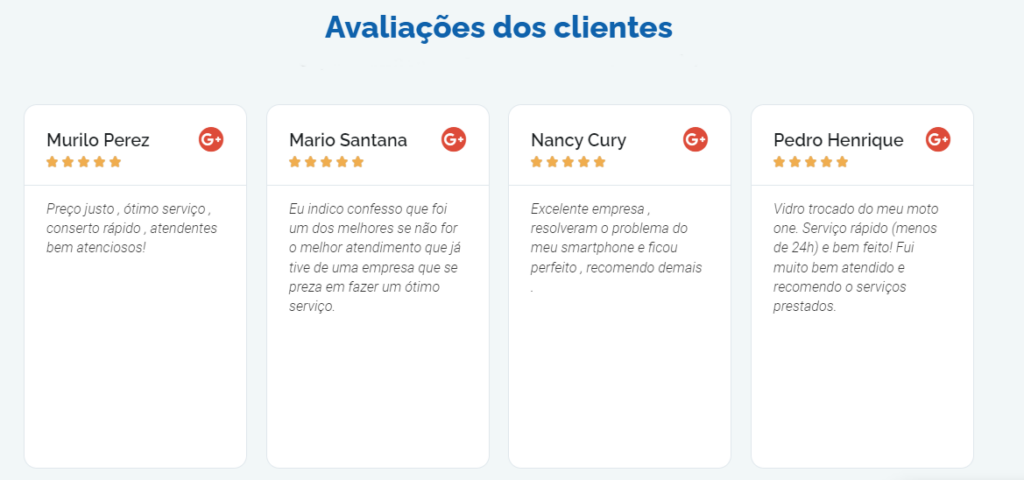 Avaliações dos clientes
Murilo Perez
G+
Preço justo , ótimo serviço ,
conserto rápido , atendentes
bem atenciosos!
Mario Santana
G+
Eu indico confesso que foi
um dos melhores se não for
o melhor atendimento que já
tive de uma empresa que se
preza em fazer um ótimo
serviço.
Nancy Cury
G+
Excelente empresa ,
resolveram o problema do
meu smartphone e ficou
perfeito , recomendo demais
.
Pedro Henrique
G+
Vidro trocado do meu moto
one. Serviço rápido (menos
de 24h) e bem feito! Fui
muito bem atendido e
recomendo o serviços
prestados.